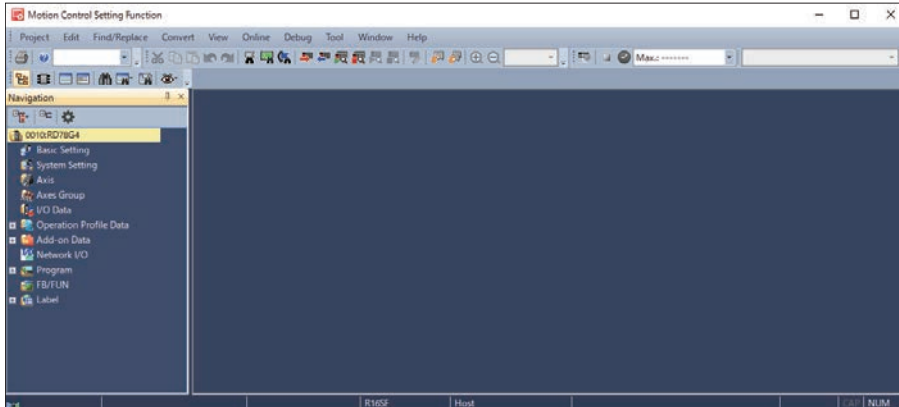 Motion Control Setting Function
Project Edit Find/Replace Convert View Online Debug Tool Window Help
Max.: -------
Navigation
0010:RD78G4
Basic Setting
System Setting
Axis
Axes Group
I/O Data
Operation Profile Data
Add-on Data
Network I/O
Program
FB/FUN
Label
R16SF Host CAP NUM